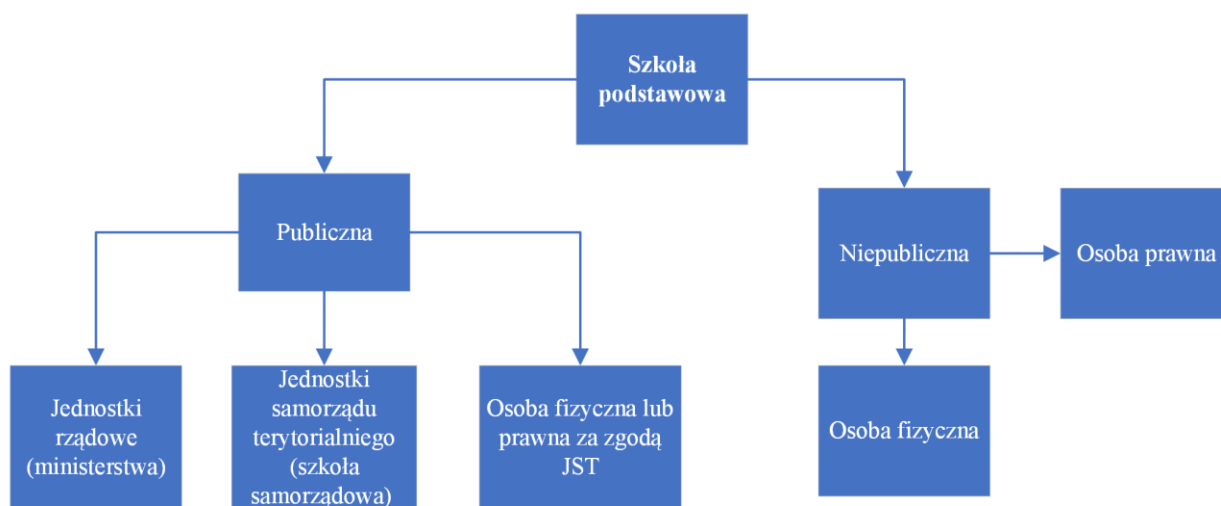 Szkoła
podstawowa
Publiczna
Niepubliczna
Osoba prawna
Jednostki
rządowe
(ministerstwa)
Jednostki
samorządu
terytorialniego
(szkoła
samorządowa)
Osoba fizyczna lub
prawna za zgodą
JST
Osoba fizyczna